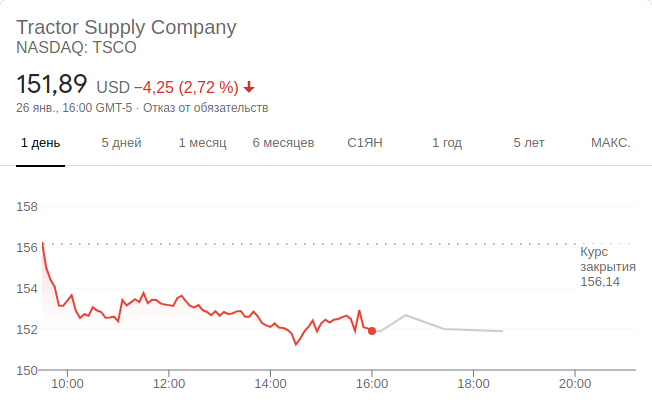 Tractor Supply Company
NASDAQ: TSCO
151,89 USD −4,25 (2,72 %)
26 янв., 16:00 GMT-5 · Отказ от обязательств
1 день 5 дней 1 месяц 6 месяцев С1ЯН 1 год 5 лет МАКС.
158
156
Курс
закрытия
156,14
154
152
150
10:00 12:00 14:00 16:00 18:00 20:00